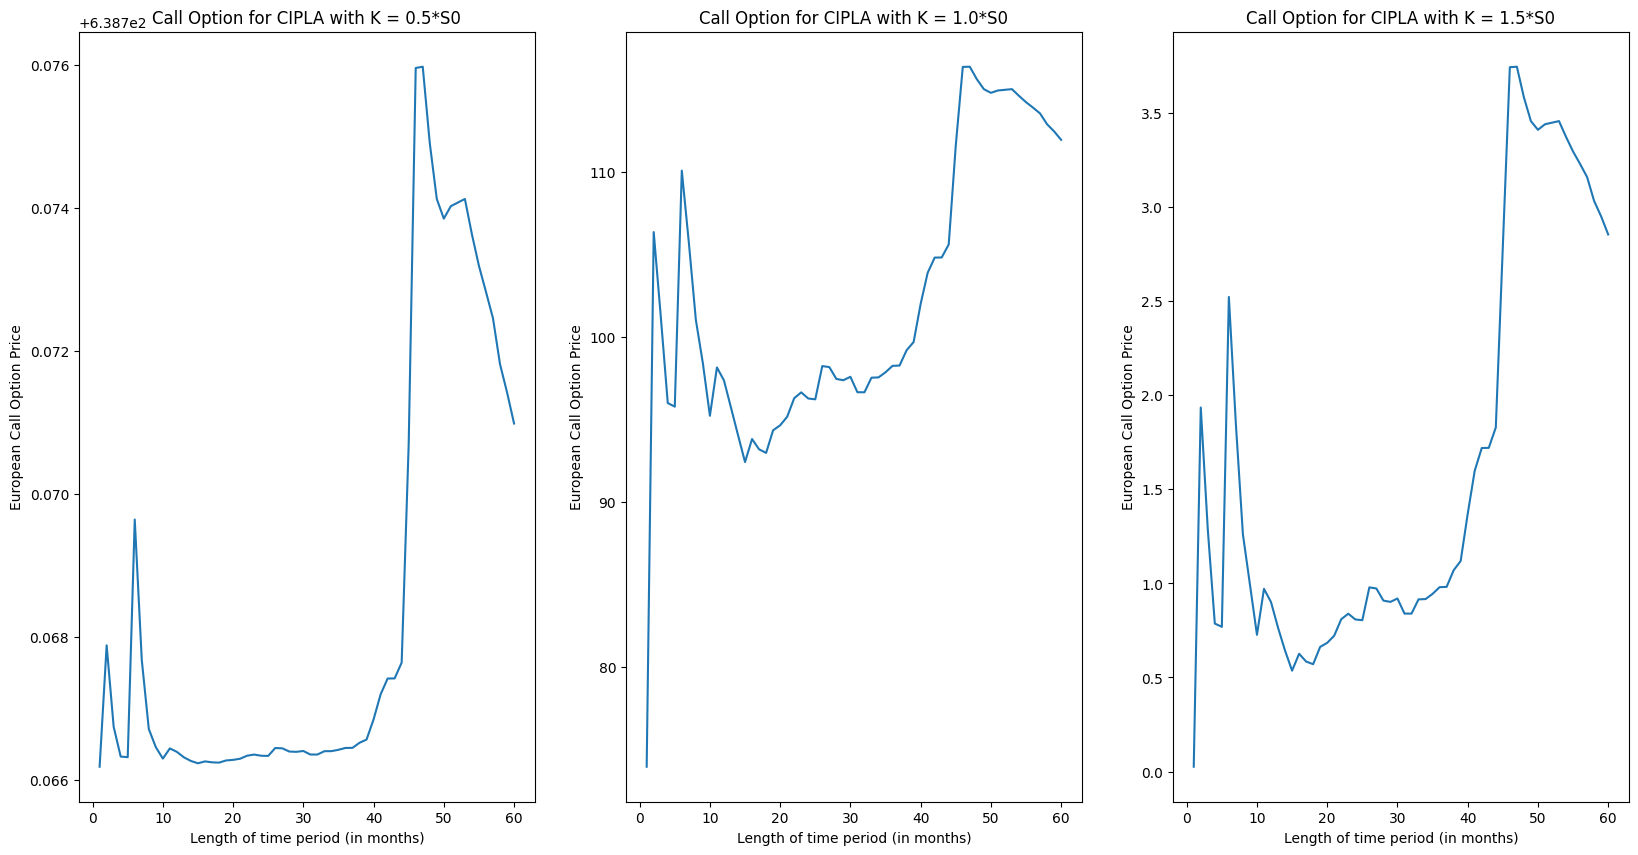 Call Option for CIPLA with K = 0.5*S0
+6.387e2
0.076
0.074
0.072
0.070
0.068
0.066
European Call Option Price
0 10 20 30 40 50 60
Length of time period (in months)
Call Option for CIPLA with K = 1.0*S0
110
100
90
80
European Call Option Price
0 10 20 30 40 50 60
Length of time period (in months)
Call Option for CIPLA with K = 1.5*S0
3.5
3.0
2.5
2.0
1.5
1.0
0.5
0.0
European Call Option Price
0 10 20 30 40 50 60
Length of time period (in months)